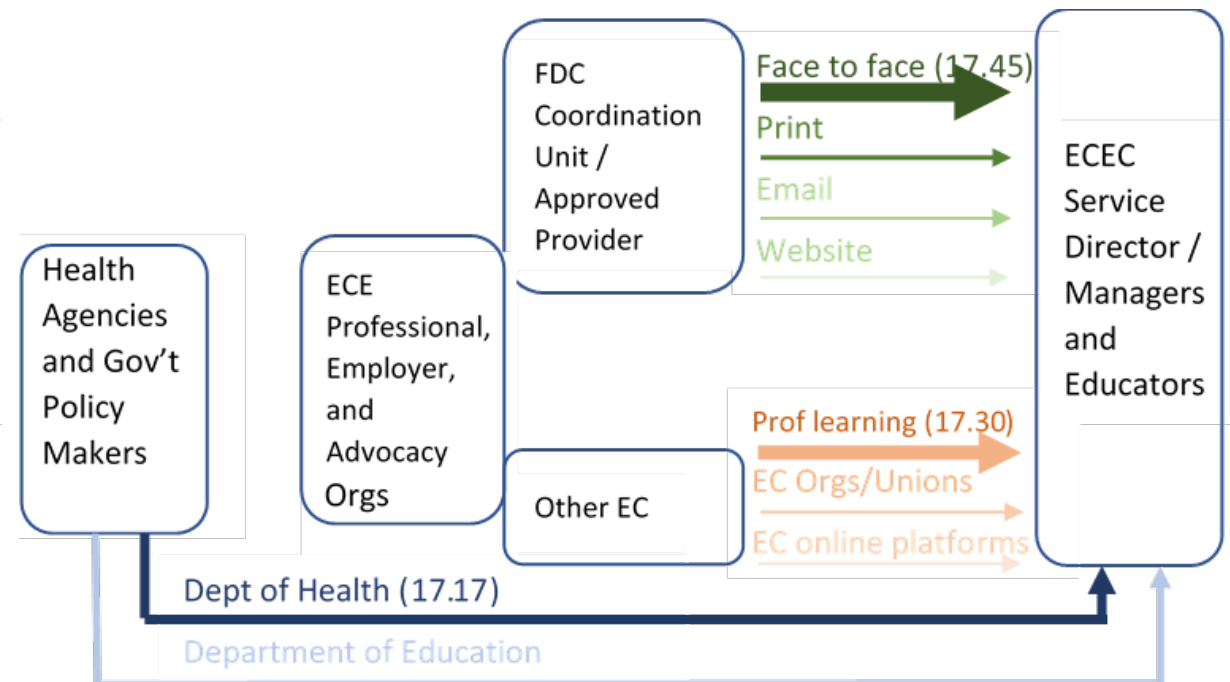 Health
Agencies
and Gov't
Policy
Makers
ECE
Professional,
Employer,
and
Advocacy
Orgs
FDC
Coordination
Unit /
Approved
Provider
Other EC
Face to face (17.45)
Print
Email
Website
Prof learning (17.30)
EC Orgs/Unions
EC online platforms
ECEC
Service
Director /
Managers
and
Educators
Dept of Health (17.17)
Department of Education